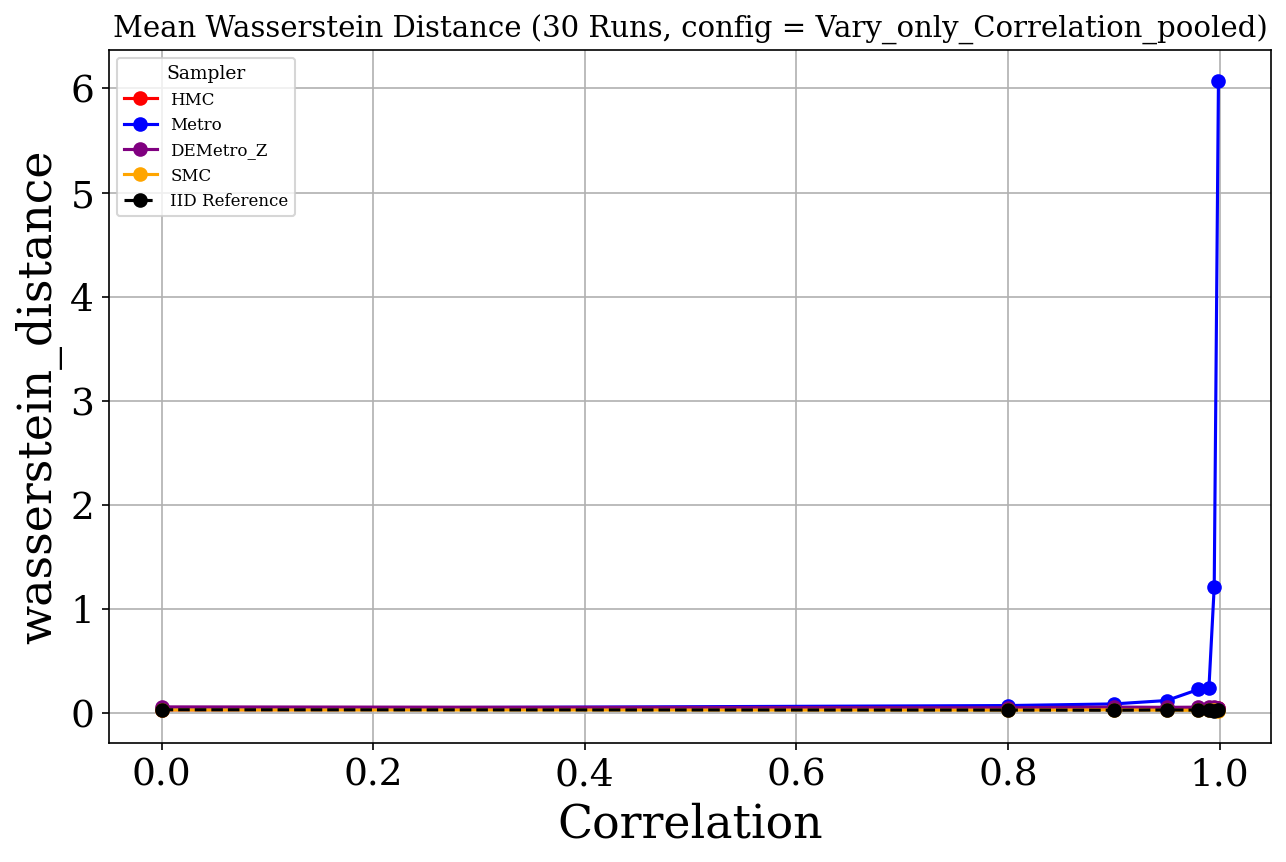 Mean Wasserstein Distance (30 Runs, config = Vary_only_Correlation_pooled)
Sampler
HMC
Metro
DEMetro_Z
SMC
IID Reference
wasserstein_distance
6
5
4
3
2
1
0
0.0 0.2 0.4 0.6 0.8 1.0
Correlation